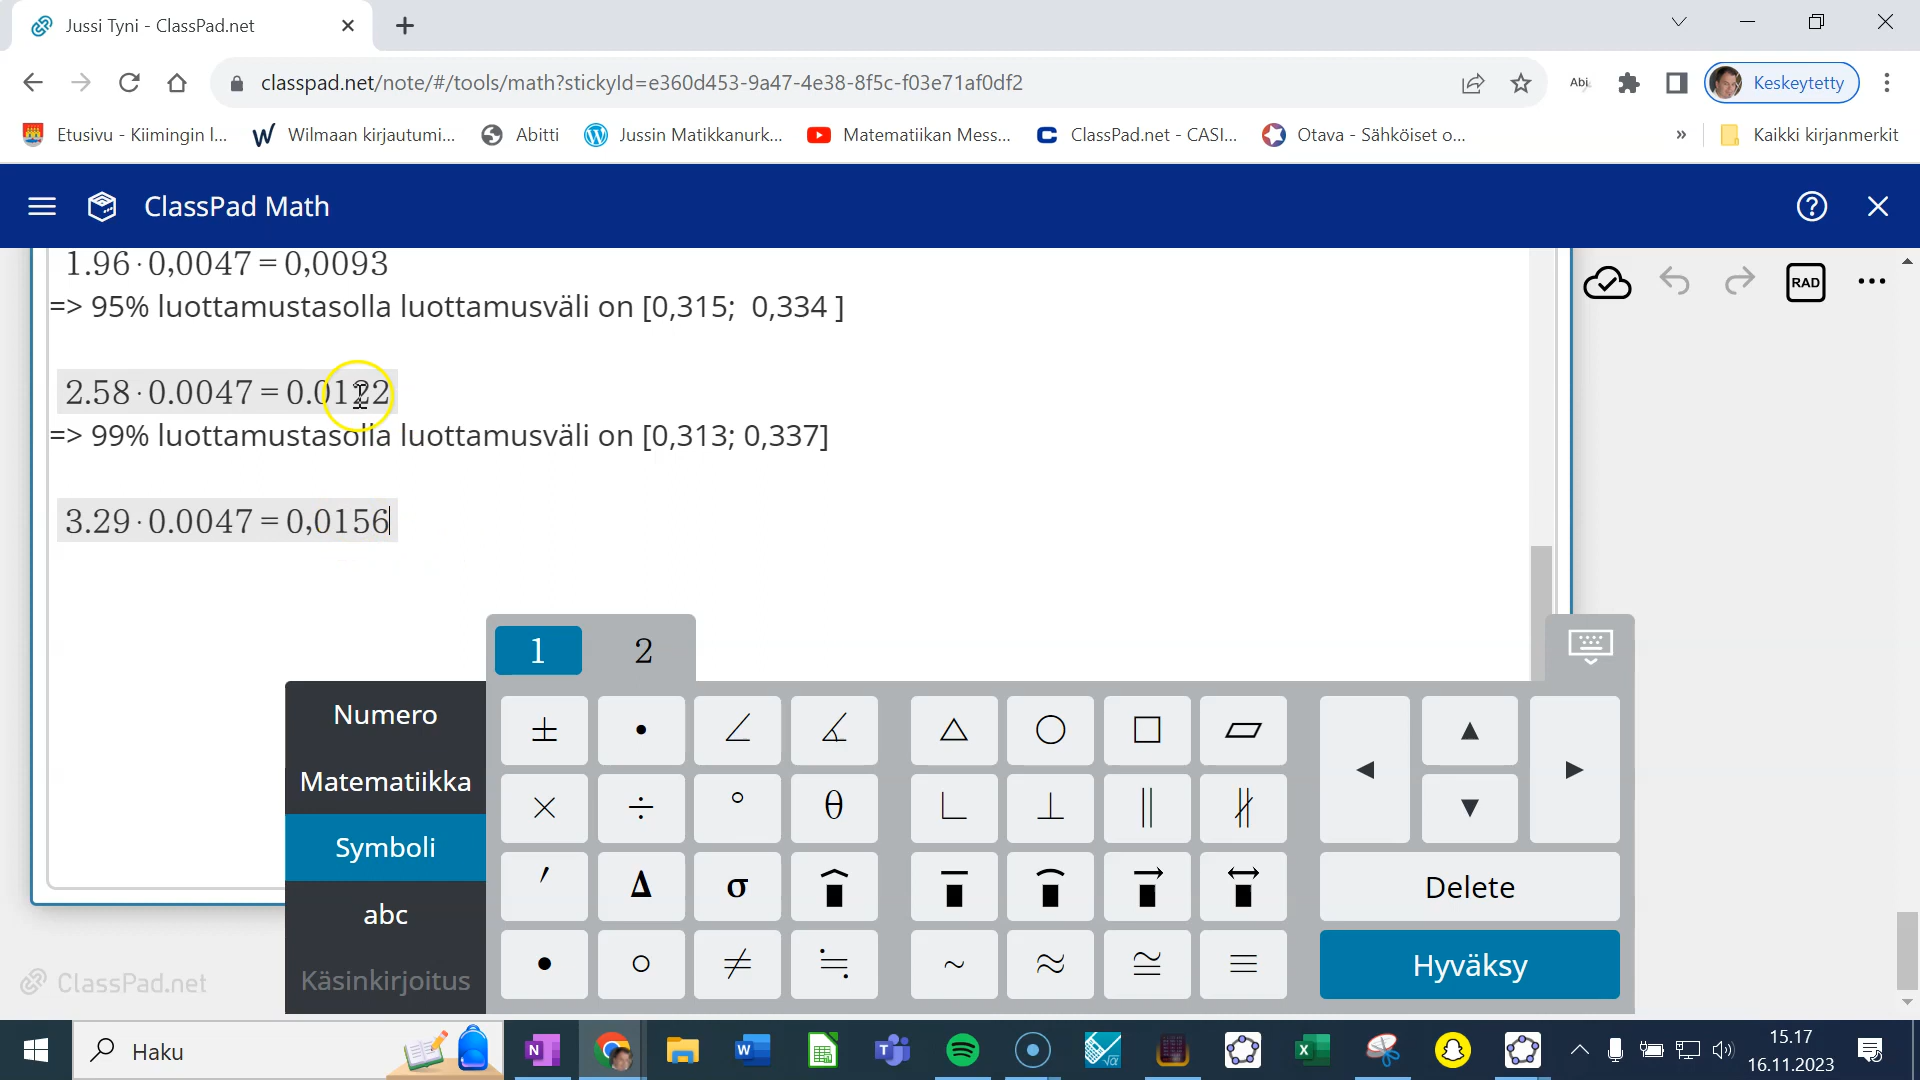 Jussi Tyni - ClassPad.net
classpad.net/note/#/tools/math?stickyId=e360d453-9a47-4e38-8f5c-f03e71af0df2
Abi
Keskeytetty
Etusivu - Kiimingin l... Wilmaan kirjautumi... Abitti Jussin Matikkanurk... Matematiikan Mess... ClassPad.net - CASI... Otava - Sähköiset o... » Kaikki kirjanmerkit
ClassPad Math
1.96·0,0047=0,0093
=> 95% luottamustasolla luottamusväli on [0,315; 0,334 ]
RAD
2.58·0.0047=0.0122
=> 99% luottamustasolla luottamusväli on [0,313; 0,337]
3.29·0.0047=0,0156
1 2
Numero
Matematiikka
Symboli
abc
Käsinkirjoitus
± • ∠ ∡ △ ○ □ ▱
× ÷ ° θ ∟ ⊥ ∥ ∦
′ Δ σ
• ○ ≠ ≒ ~ ≈ ≅ ≡
Delete
Hyväksy
ClassPad.net
Haku
15.17
16.11.2023